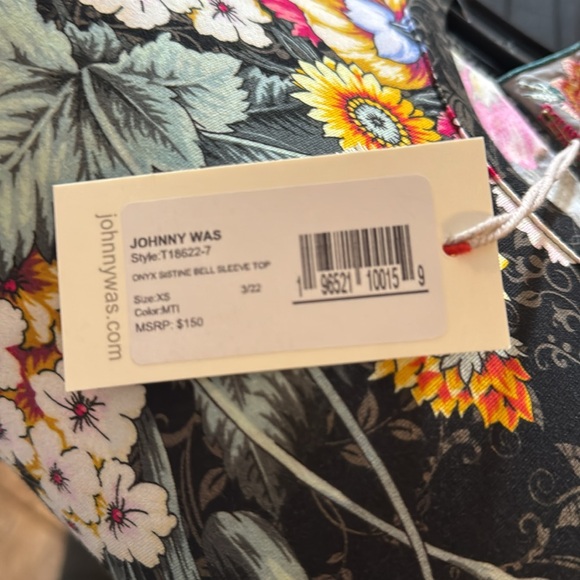 johnnywas.com
JOHNNY WAS
Style:T18622-7
ONYX SISTINE BELL SLEEVE TOP
3/22
Size:XS
Color:MTI
MSRP: $150
1 96521 10015 9